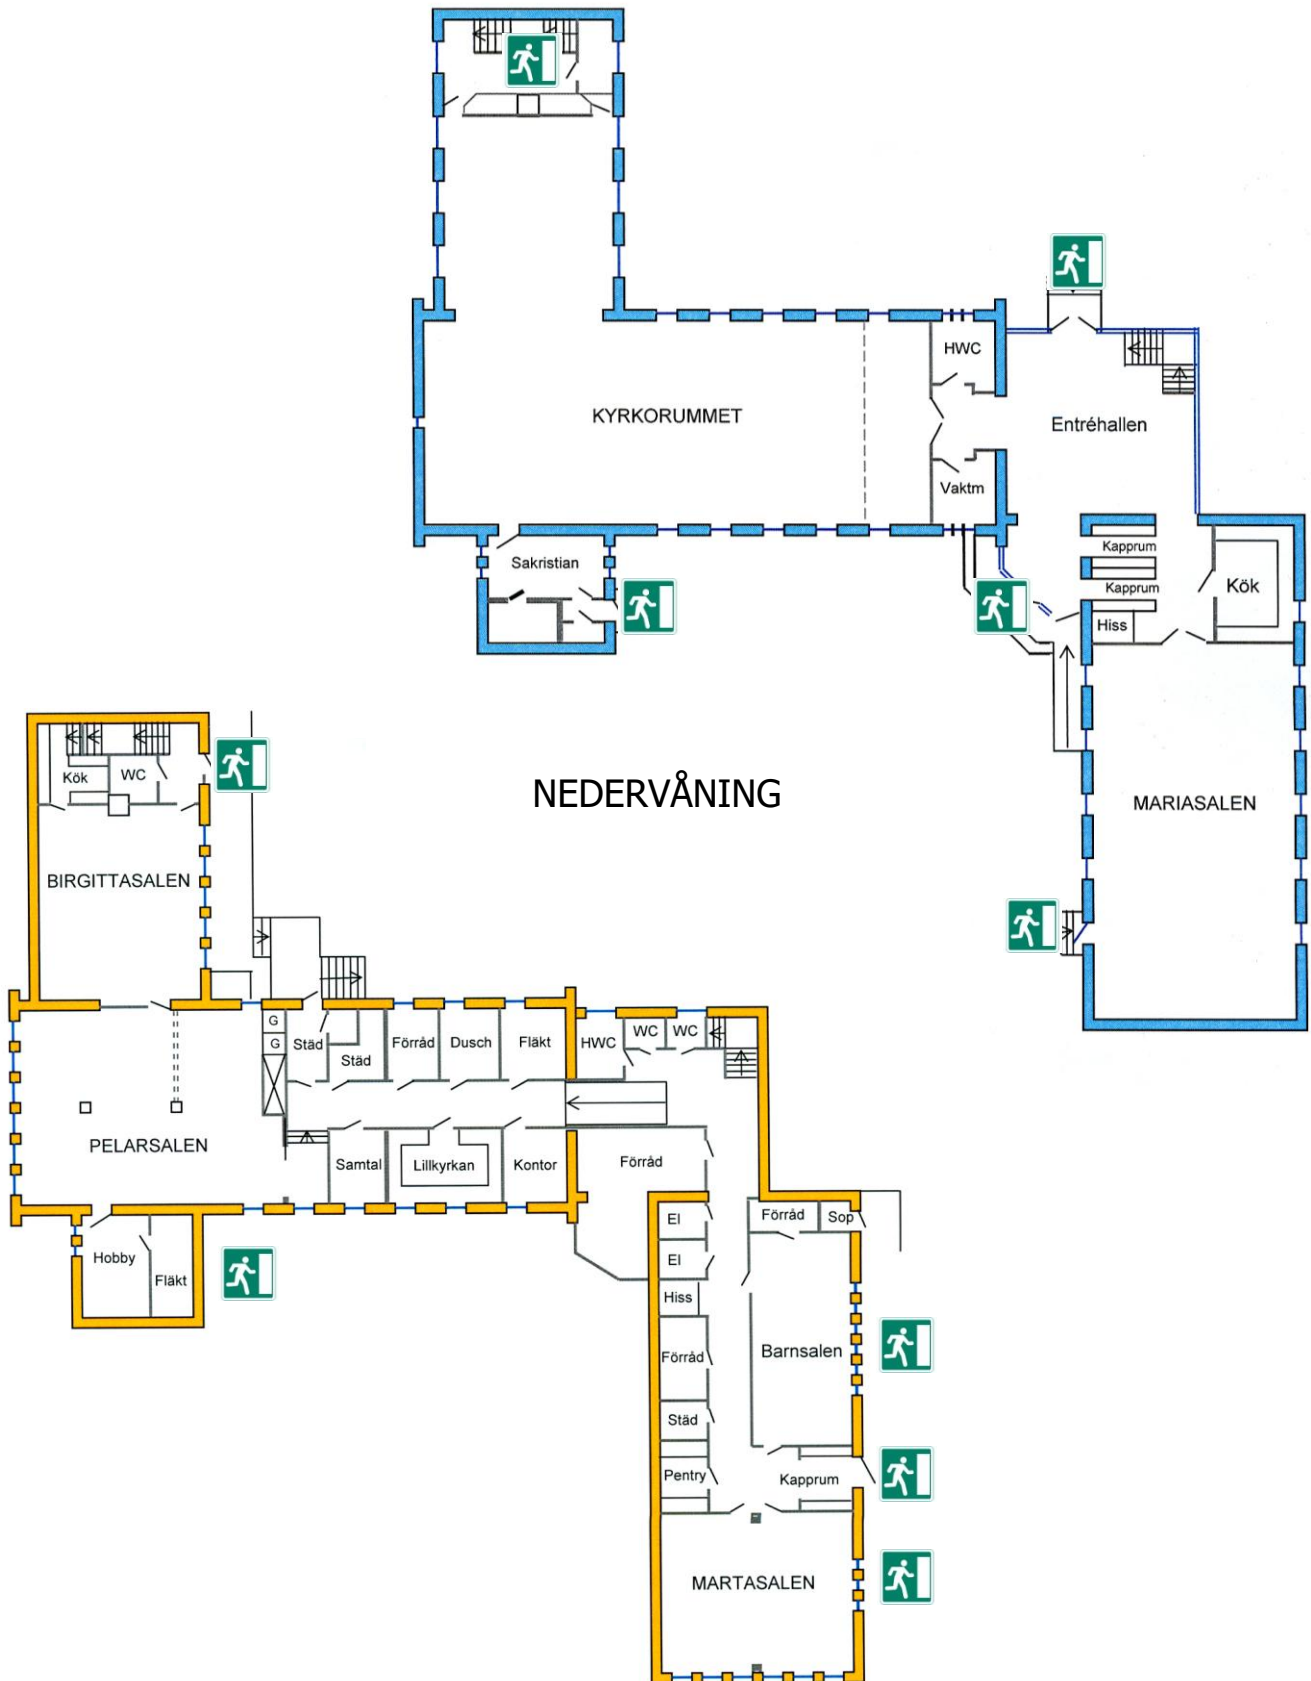 HWC
KYRKORUMMET
Entréhallen
Vaktm
Kapprum
Sakristian
Kapprum
Kök
Hiss
NEDERVÅNING
MARIASALEN
Kök
WC
BIRGITTASALEN
G
G
Städ
Städ
Förråd
Dusch
Fläkt
HWC
WC
WC
PELARSALEN
Samtal
Lillkyrkan
Kontor
Förråd
Hobby
Fläkt
El
El
Förråd
Sop
Hiss
Förråd
Barnsalen
Städ
Pentry
Kapprum
MARTASALEN